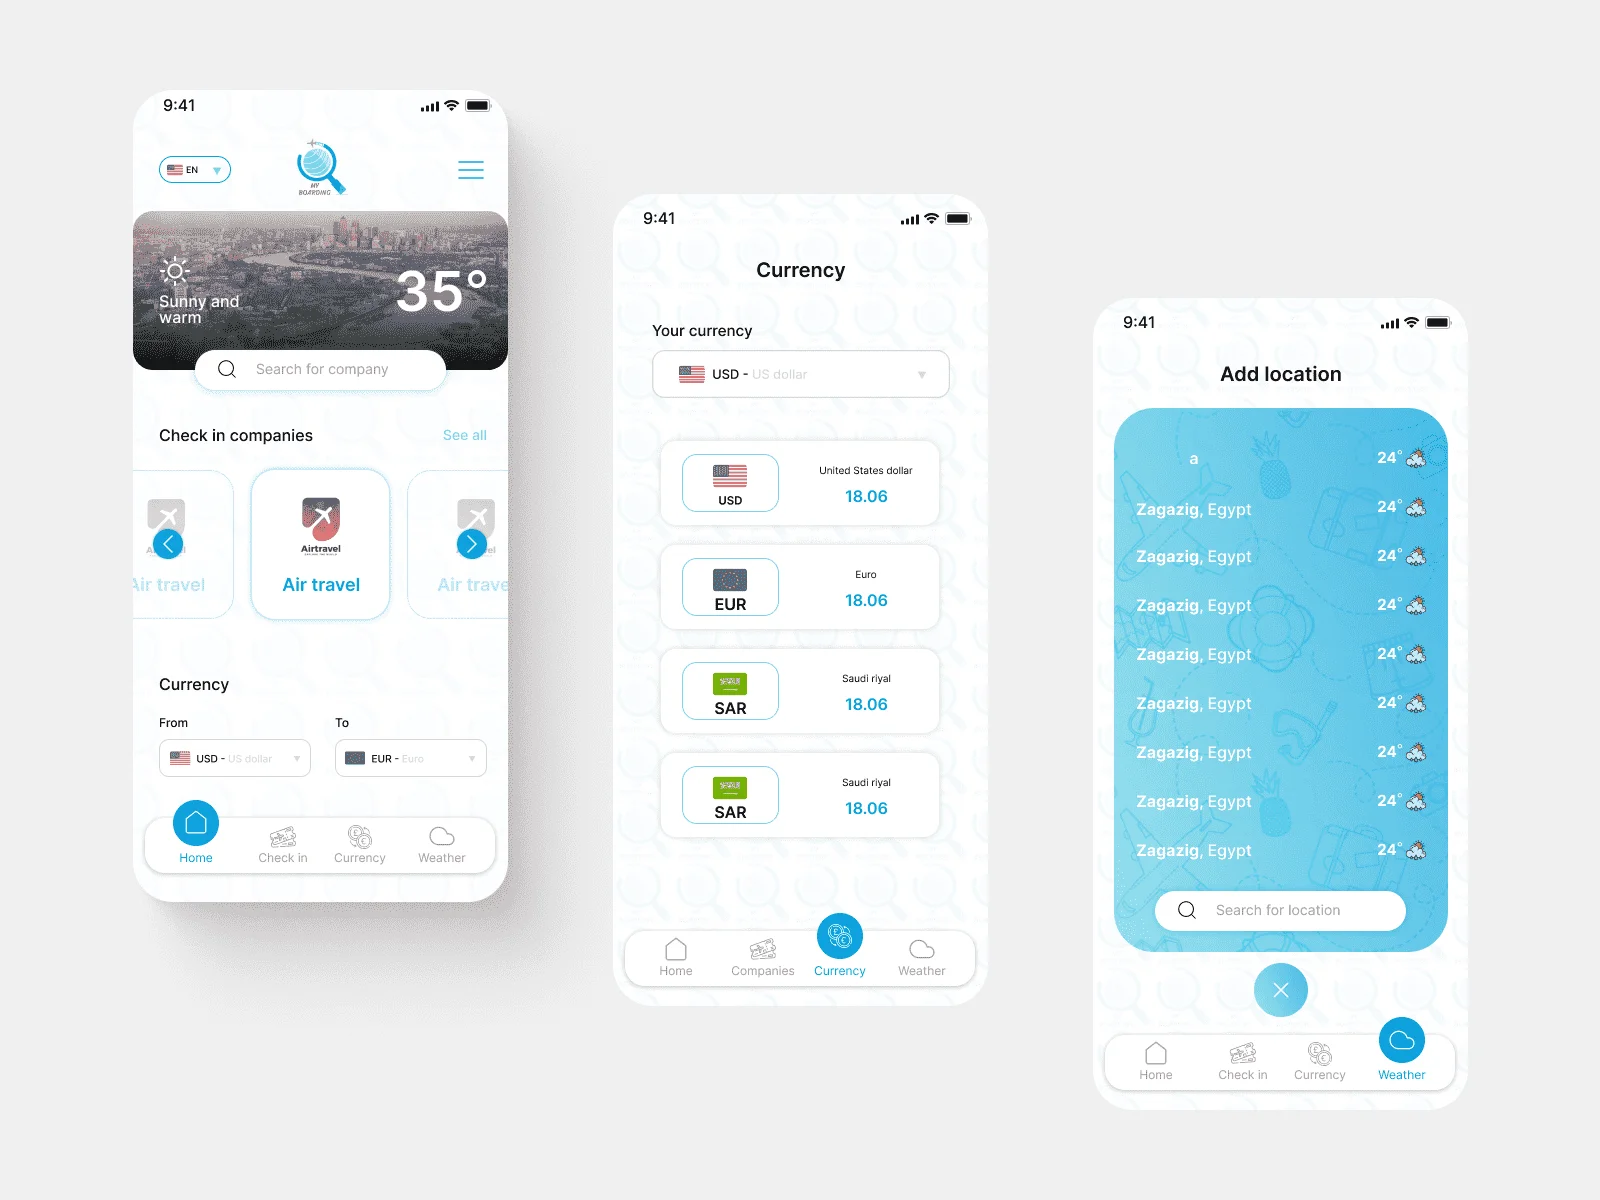 9:41
EN
MY
BOARDING
Sunny and
warm
35°
Search for company
Check in companies
See all
Air travel
Airtravel
Air travel
Air trave
Currency
From
To
USD - US dollar
EUR - Euro
Home
Check in
Currency
Weather
9:41
Currency
Your currency
USD - US dollar
USD
United States dollar
18.06
EUR
Euro
18.06
SAR
Saudi riyal
18.06
SAR
Saudi riyal
18.06
Home
Companies
Currency
Weather
9:41
Add location
a 24°
Zagazig, Egypt 24°
Zagazig, Egypt 24°
Zagazig, Egypt 24°
Zagazig, Egypt 24°
Zagazig, Egypt 24°
Zagazig, Egypt 24°
Zagazig, Egypt 24°
Zagazig, Egypt 24°
Search for location
Home
Check in
Currency
Weather